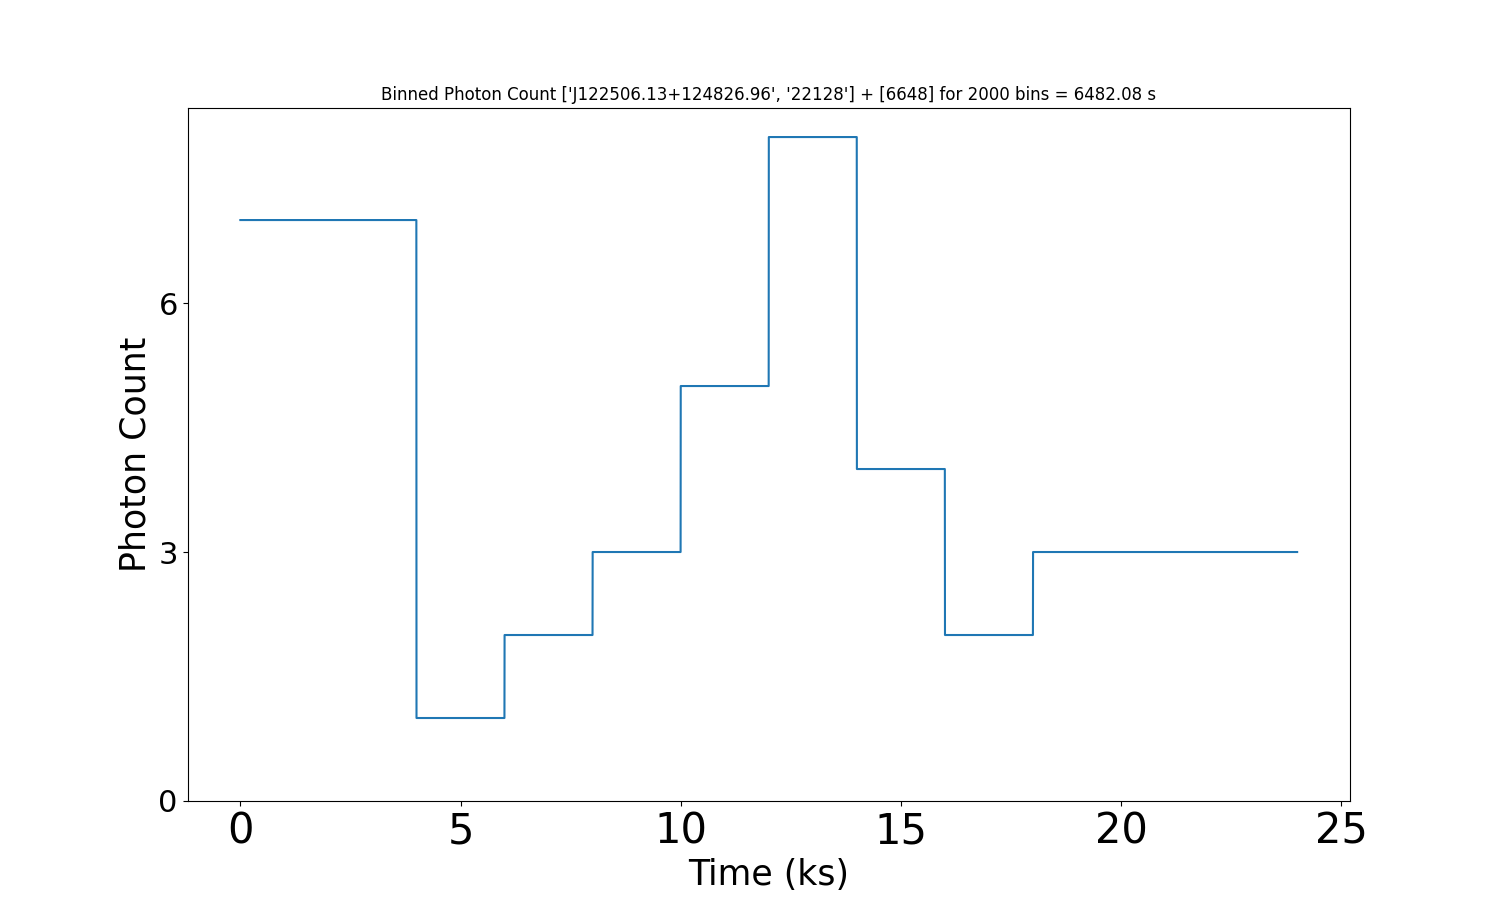 Binned Photon Count ['J122506.13+124826.96', '22128'] + [6648] for 2000 bins = 6482.08 s
Photon Count
6
3
0
0 5 10 15 20 25
Time (ks)